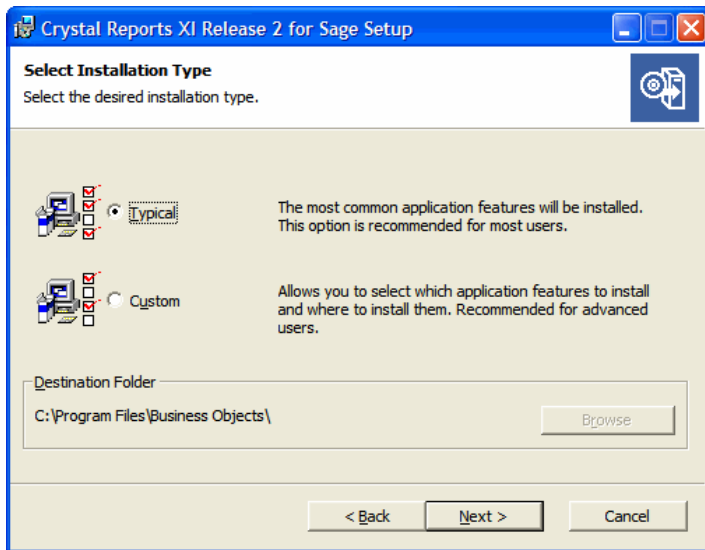 Crystal Reports XI Release 2 for Sage Setup
Select Installation Type
Select the desired installation type.
Typical
The most common application features will be installed.
This option is recommended for most users.
Custom
Allows you to select which application features to install
and where to install them. Recommended for advanced
users.
Destination Folder
C:\Program Files\Business Objects\
Browse
< Back
Next >
Cancel